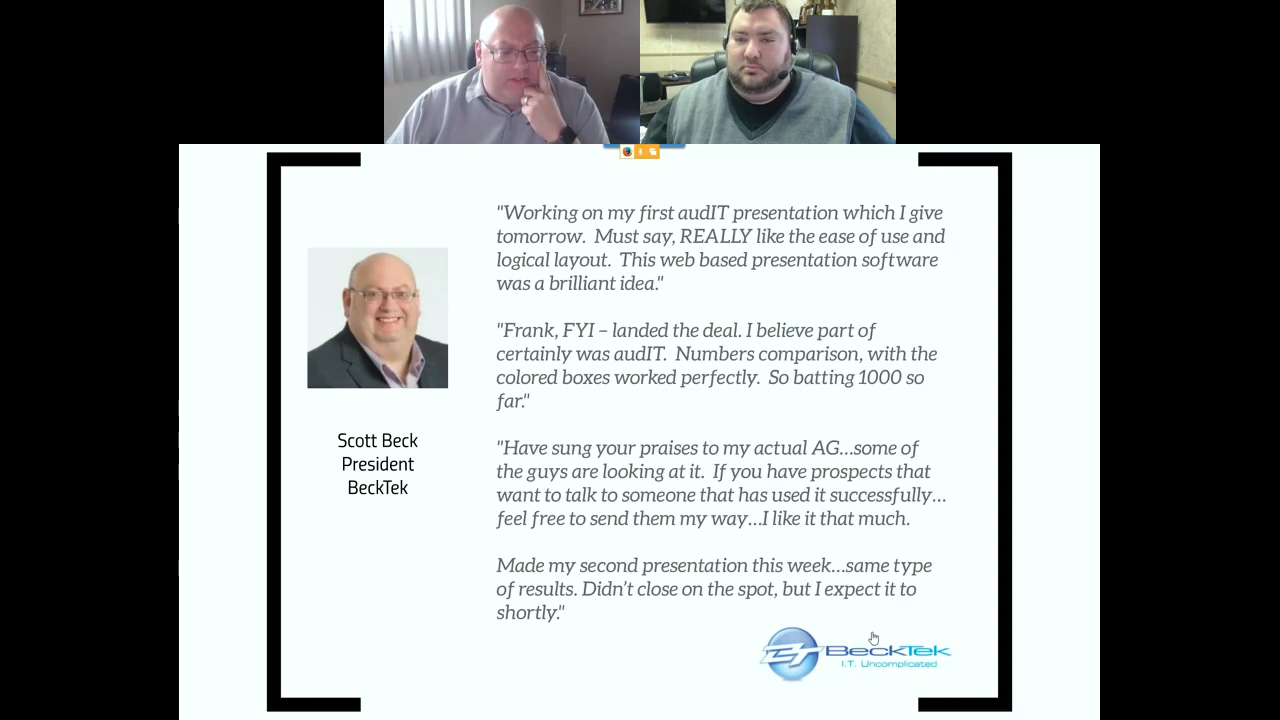 "Working on my first audIT presentation which I give
tomorrow.  Must say, REALLY like the ease of use and
logical layout.  This web based presentation software
was a brilliant idea."
"Frank, FYI – landed the deal. I believe part of
certainly was audIT.  Numbers comparison, with the
colored boxes worked perfectly.  So batting 1000 so
far."
"Have sung your praises to my actual AG...some of
the guys are looking at it.  If you have prospects that
want to talk to someone that has used it successfully...
feel free to send them my way...I like it that much.
Made my second presentation this week...same type
of results. Didn't close on the spot, but I expect it to
shortly."
Scott Beck
President
BeckTek
BeckTek
I.T. Uncomplicated